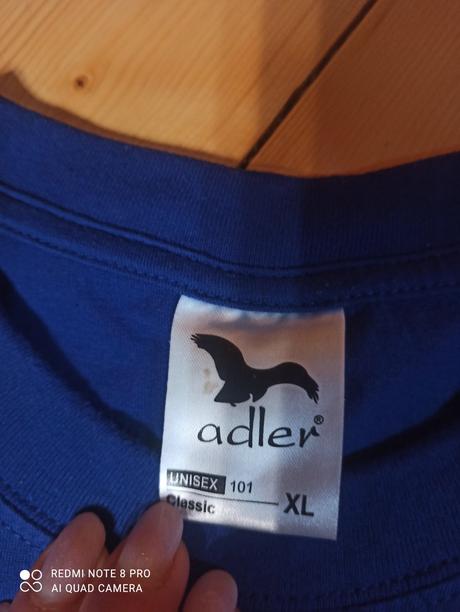 adler®
UNISEX 101
Classic XL
REDMI NOTE 8 PRO
AI QUAD CAMERA